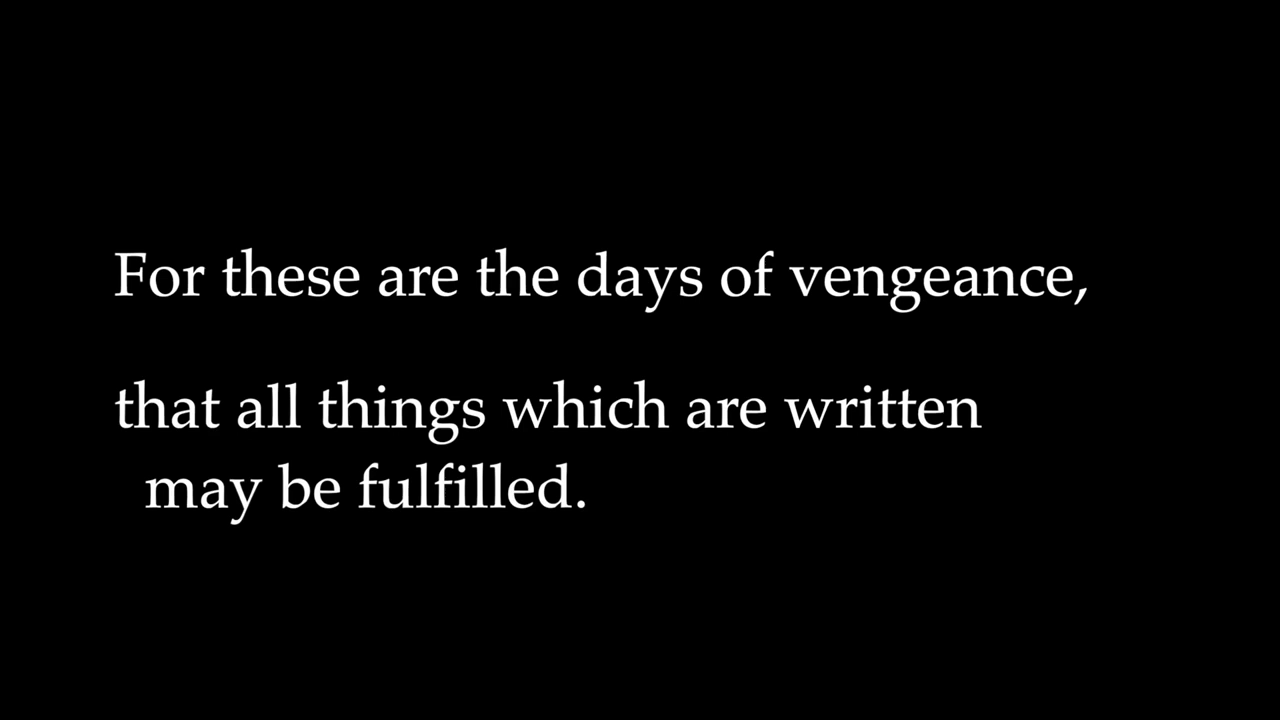 For these are the days of vengeance,
that all things which are written
may be fulfilled.